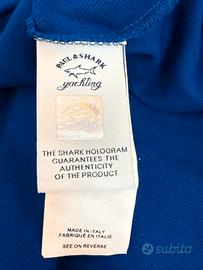 PAUL & SHARK
yachting
THE SHARK HOLOGRAM
GUARANTEES THE
AUTHENTICITY
OF THE PRODUCT
MADE IN ITALY
FABRIQUÉ EN ITALIE
SEE ON REVERSE
subito